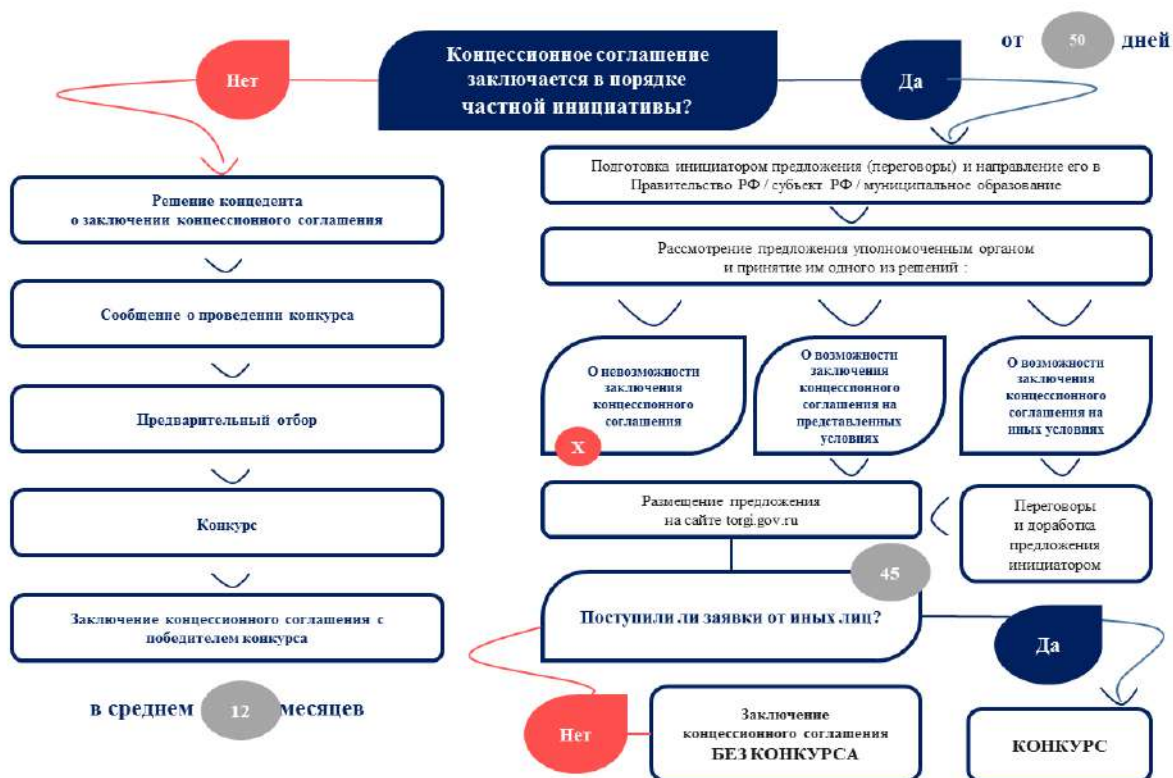 Концессионное соглашение
заключается в порядке
частной инициативы?
Нет
Да
от 50 дней
Решение концедента
о заключении концессионного соглашения
Сообщение о проведении конкурса
Предварительный отбор
Конкурс
Заключение концессионного соглашения с
победителем конкурса
в среднем 12 месяцев
Подготовка инициатором предложения (переговоры) и направление его в
Правительство РФ / субъект РФ / муниципальное образование
Рассмотрение предложения уполномоченным органом
и принятие им одного из решений :
О невозможности
заключения
концессионного
соглашения
X
О возможности
заключения
концессионного
соглашения на
представленных
условиях
О возможности
заключения
концессионного
соглашения на
иных условиях
Размещение предложения
на сайте torgi.gov.ru
Переговоры
и доработка
предложения
инициатором
45
Поступили ли заявки от иных лиц?
Да
Нет
Заключение
концессионного соглашения
БЕЗ КОНКУРСА
КОНКУРС